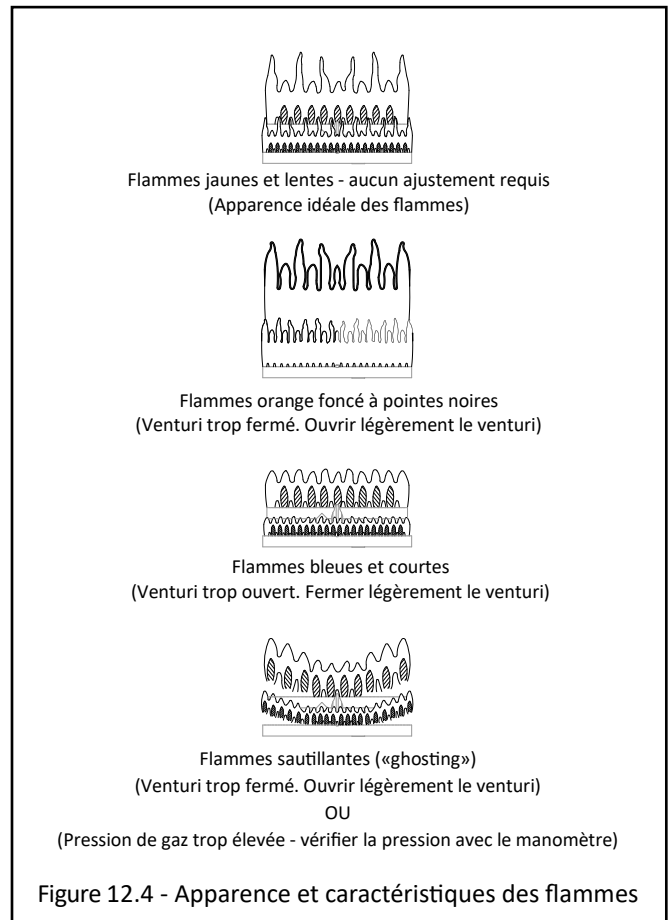 Flammes jaunes et lentes - aucun ajustement requis
(Apparence idéale des flammes)
Flammes orange foncé à pointes noires
(Venturi trop fermé. Ouvrir légèrement le venturi)
Flammes bleues et courtes
(Venturi trop ouvert. Fermer légèrement le venturi)
Flammes sautillantes («ghosting»)
(Venturi trop fermé. Ouvrir légèrement le venturi)
OU
(Pression de gaz trop élevée - vérifier la pression avec le manomètre)
Figure 12.4 - Apparence et caractéristiques des flammes